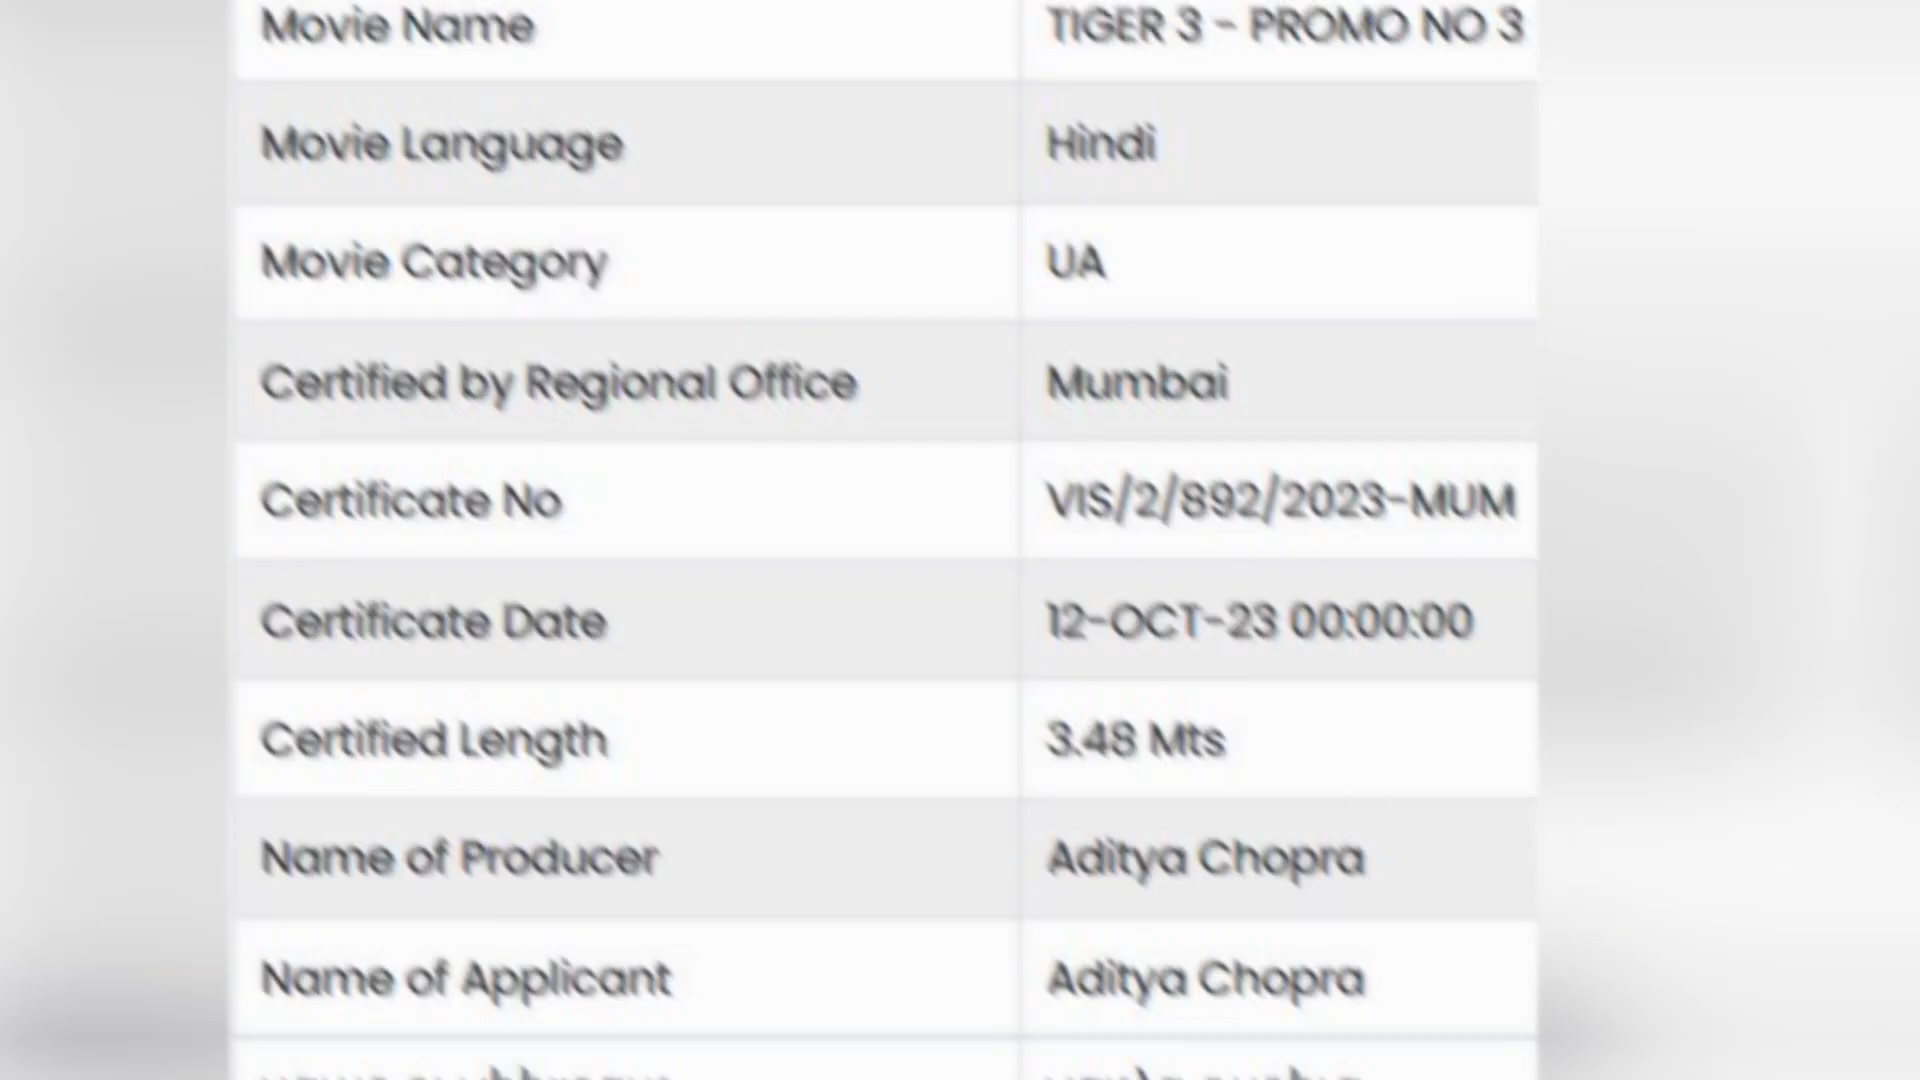 Movie Name TIGER 3 - PROMO NO 3
Movie Language Hindi
Movie Category UA
Certified by Regional Office Mumbai
Certificate No VIS/2/892/2023-MUM
Certificate Date 12-OCT-23 00:00:00
Certified Length 3.48 Mts
Name of Producer Aditya Chopra
Name of Applicant Aditya Chopra